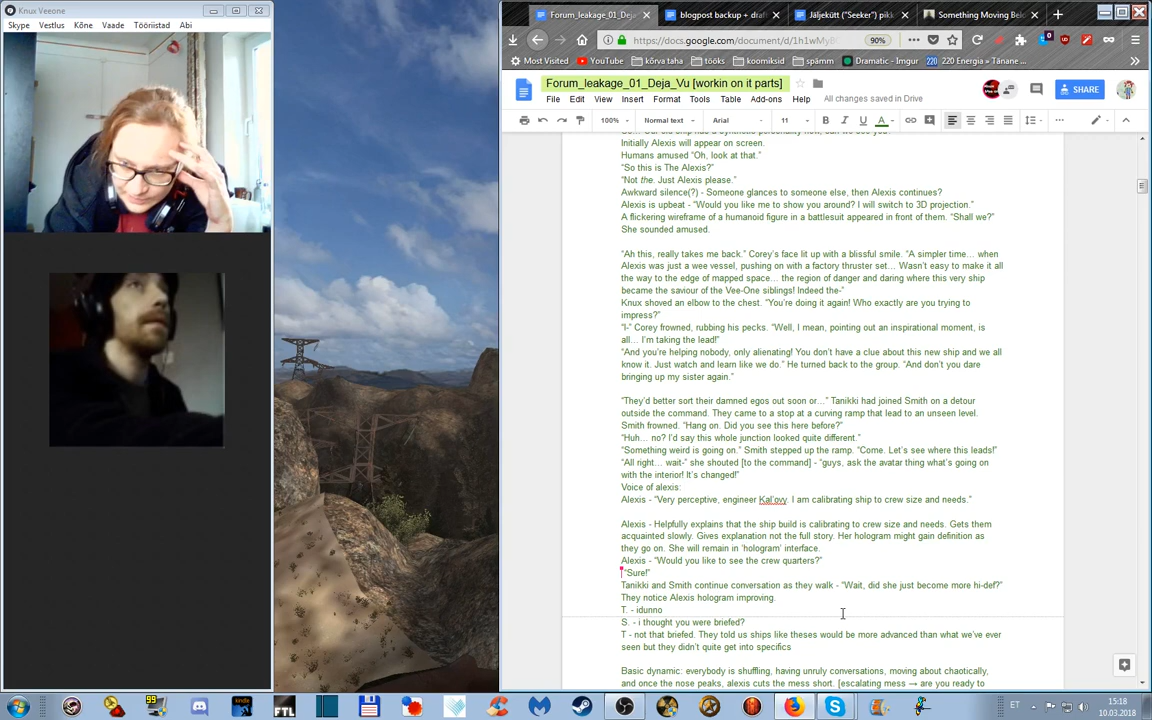 Knux Veeone
Skype Vestlus Kõne Vaade Tööriistad Abi
Forum_leakage_01_Deja_
blogpost backup + draft
Jäljekütt ("Seeker") pikk
Something Moving Bel
https://docs.google.com/document/d/1h1wMyB
90%
Most Visited YouTube kõrva taha tööks koomiksid spämm Dramatic - Imgur 220 Energia » Tänane ...
Forum_leakage_01_Deja_Vu [workin on it parts]
File Edit View Insert Format Tools Table Add-ons Help All changes saved in Drive
SHARE
100% Normal text Arial 11 B I U A
Initially Alexis will appear on screen.
Humans amused “Oh, look at that.”
“So this is The Alexis?”
“Not the. Just Alexis please.”
Awkward silence(?) - Someone glances to someone else, then Alexis continues?
Alexis is upbeat - “Would you like me to show you around? I will switch to 3D projection.”
A flickering wireframe of a humanoid figure in a battlesuit appeared in front of them. “Shall we?”
She sounded amused.
“Ah this, really takes me back.” Corey’s face lit up with a blissful smile. “A simpler time… when
Alexis was just a wee vessel, pushing on with a factory thruster set… Wasn’t easy to make it all
the way to the edge of mapped space… the region of danger and daring where this very ship
became the saviour of the Vee-One siblings! Indeed the-”
Knux shoved an elbow to the chest. “You’re doing it again! Who exactly are you trying to
impress?”
“I-” Corey frowned, rubbing his pecks. “Well, I mean, pointing out an inspirational moment, is
all… I’m taking the lead!”
“And you’re helping nobody, only alienating! You don’t have a clue about this new ship and we all
know it. Just watch and learn like we do.” He turned back to the group. “And don’t you dare
bringing up my sister again.”
“They’d better sort their damned egos out soon or…” Tanikki had joined Smith on a detour
outside the command. They came to a stop at a curving ramp that lead to an unseen level.
Smith frowned. “Hang on. Did you see this here before?”
“Huh… no? I’d say this whole junction looked quite different.”
“Something weird is going on.” Smith stepped up the ramp. “Come. Let’s see where this leads!”
“All right… wait-” she shouted [to the command] - “guys, ask the avatar thing what’s going on
with the interior! It’s changed!”
Voice of alexis:
Alexis - “Very perceptive, engineer Kal’ovy. I am calibrating ship to crew size and needs.”
Alexis - Helpfully explains that the ship build is calibrating to crew size and needs. Gets them
acquainted slowly. Gives explanation not the full story. Her hologram might gain definition as
they go on. She will remain in ‘hologram’ interface.
Alexis - “Would you like to see the crew quarters?”
“Sure!”
Tanikki and Smith continue conversation as they walk - “Wait, did she just become more hi-def?”
They notice Alexis hologram improving.
T. - idunno
S. - i thought you were briefed?
T - not that briefed. They told us ships like theses would be more advanced than what we’ve ever
seen but they didn’t quite get into specifics
Basic dynamic: everybody is shuffling, having unruly conversations, moving about chaotically,
and once the nose peaks, alexis cuts the mess short. [escalating mess → are you ready to
99
kindle
FTL
ET
15:18
10.03.2018